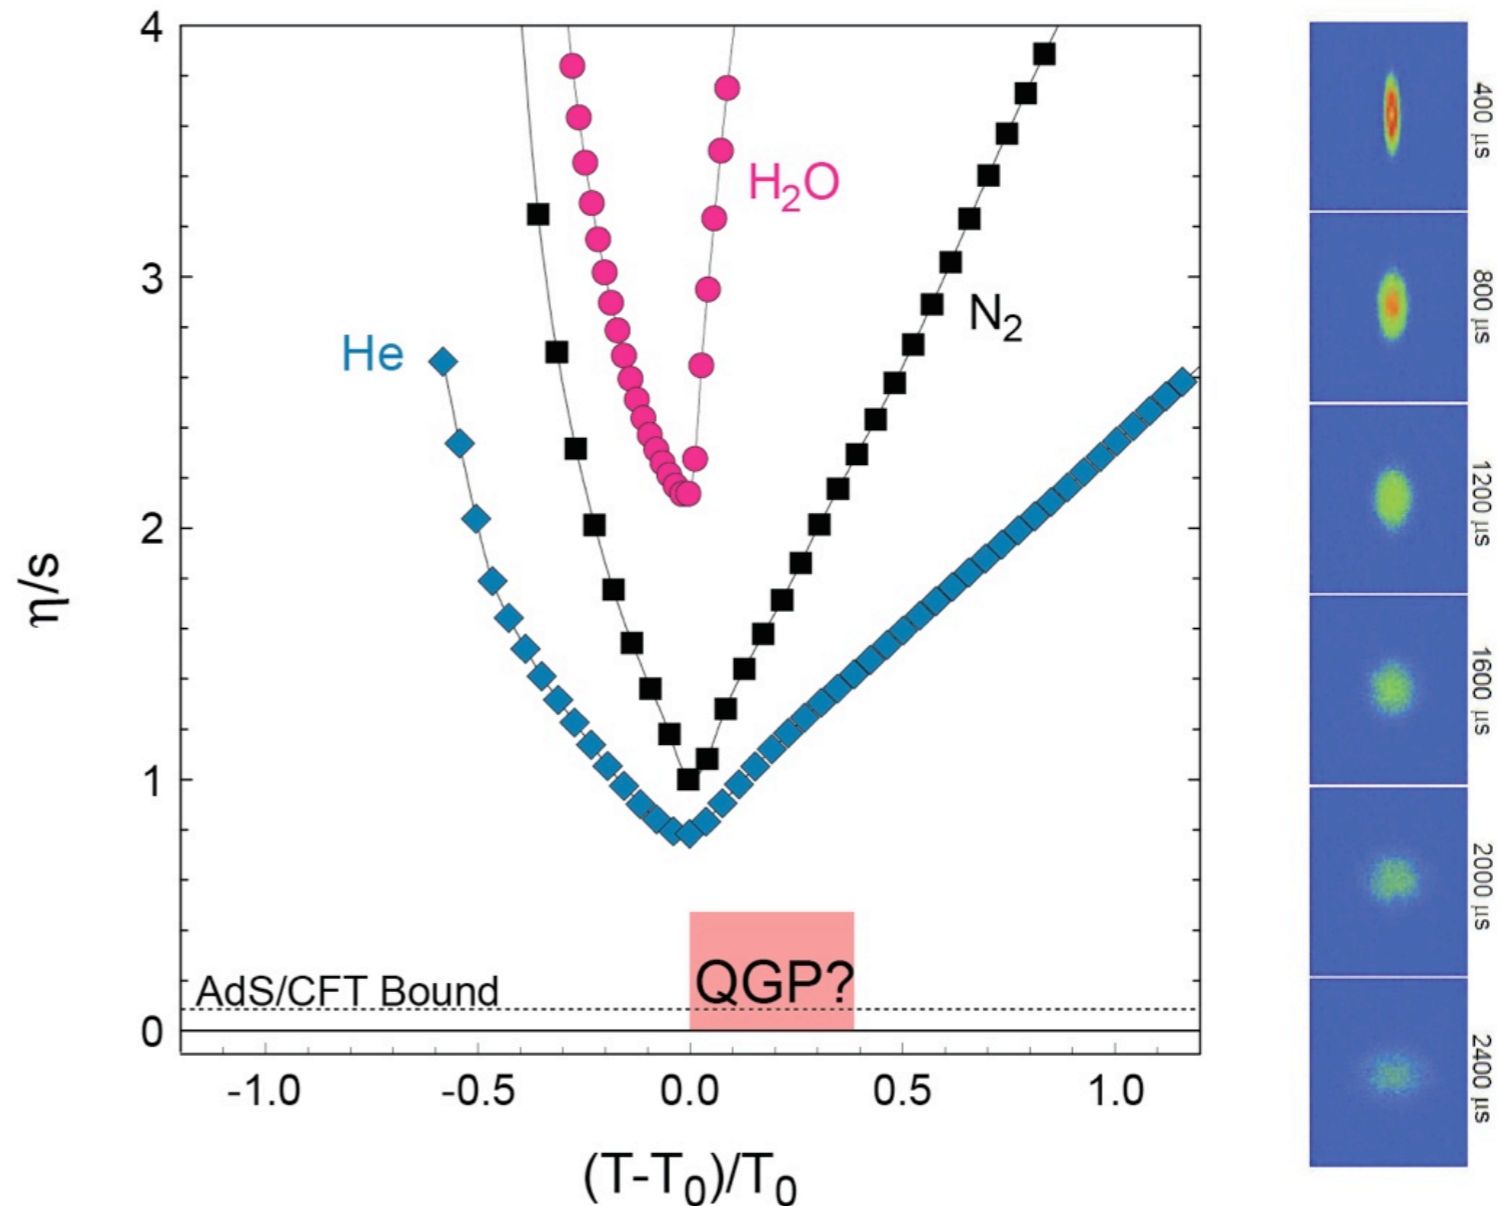 4
3
2
1
0
η/s
He
H₂O
N₂
AdS/CFT Bound
QGP?
-1.0 -0.5 0.0 0.5 1.0
(T-T₀)/T₀
400 μs
800 μs
1200 μs
1600 μs
2000 μs
2400 μs